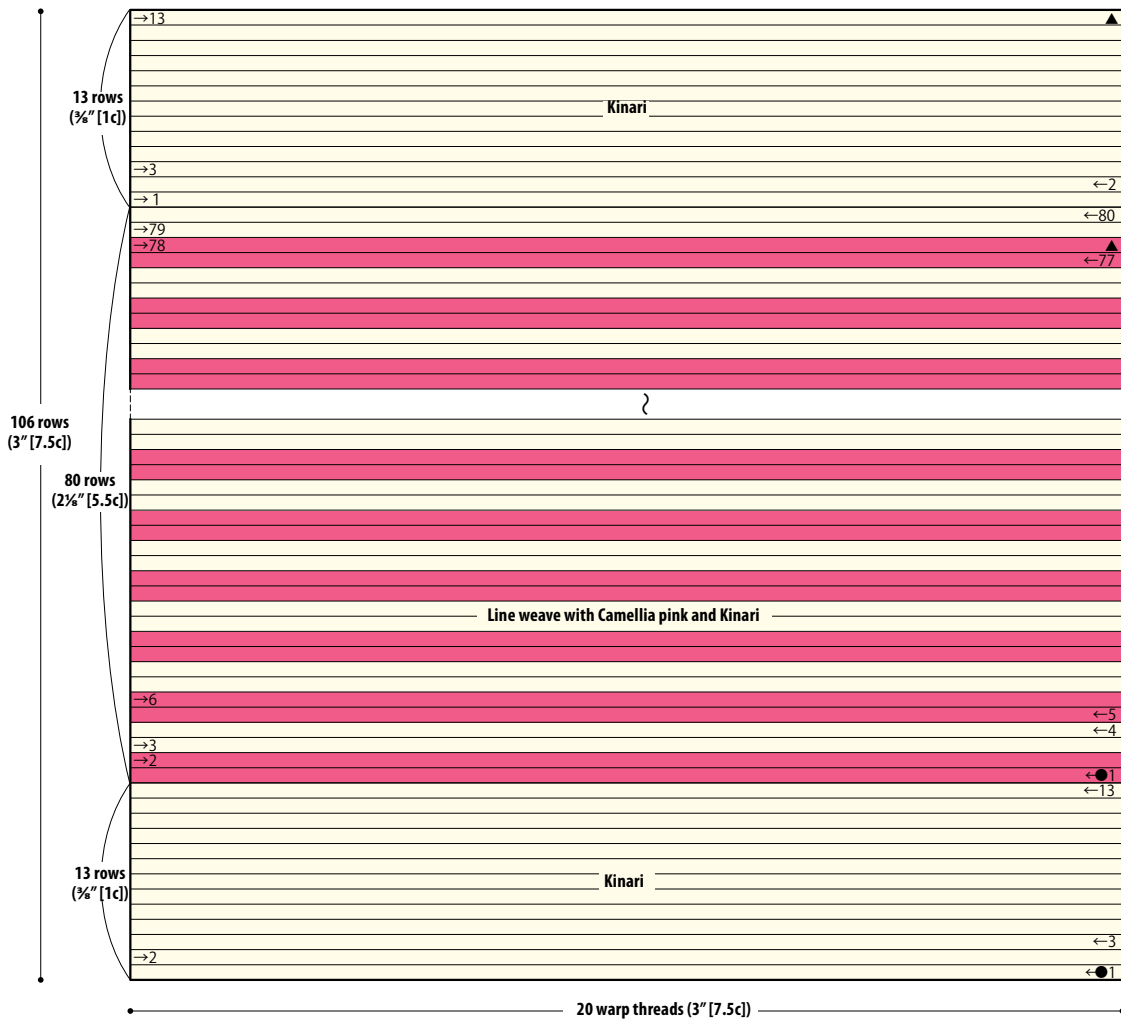 →13 ▲
13 rows
(⅜” [1c])
Kinari
→3
←2
→1
←80
→79
→78 ▲
←77
106 rows
(3” [7.5c])
80 rows
(2⅛” [5.5c])
Line weave with Camellia pink and Kinari
→6
←5
←4
→3
→2
←●1
←13
13 rows
(⅜” [1c])
Kinari
←3
→2
←●1
20 warp threads (3” [7.5c])